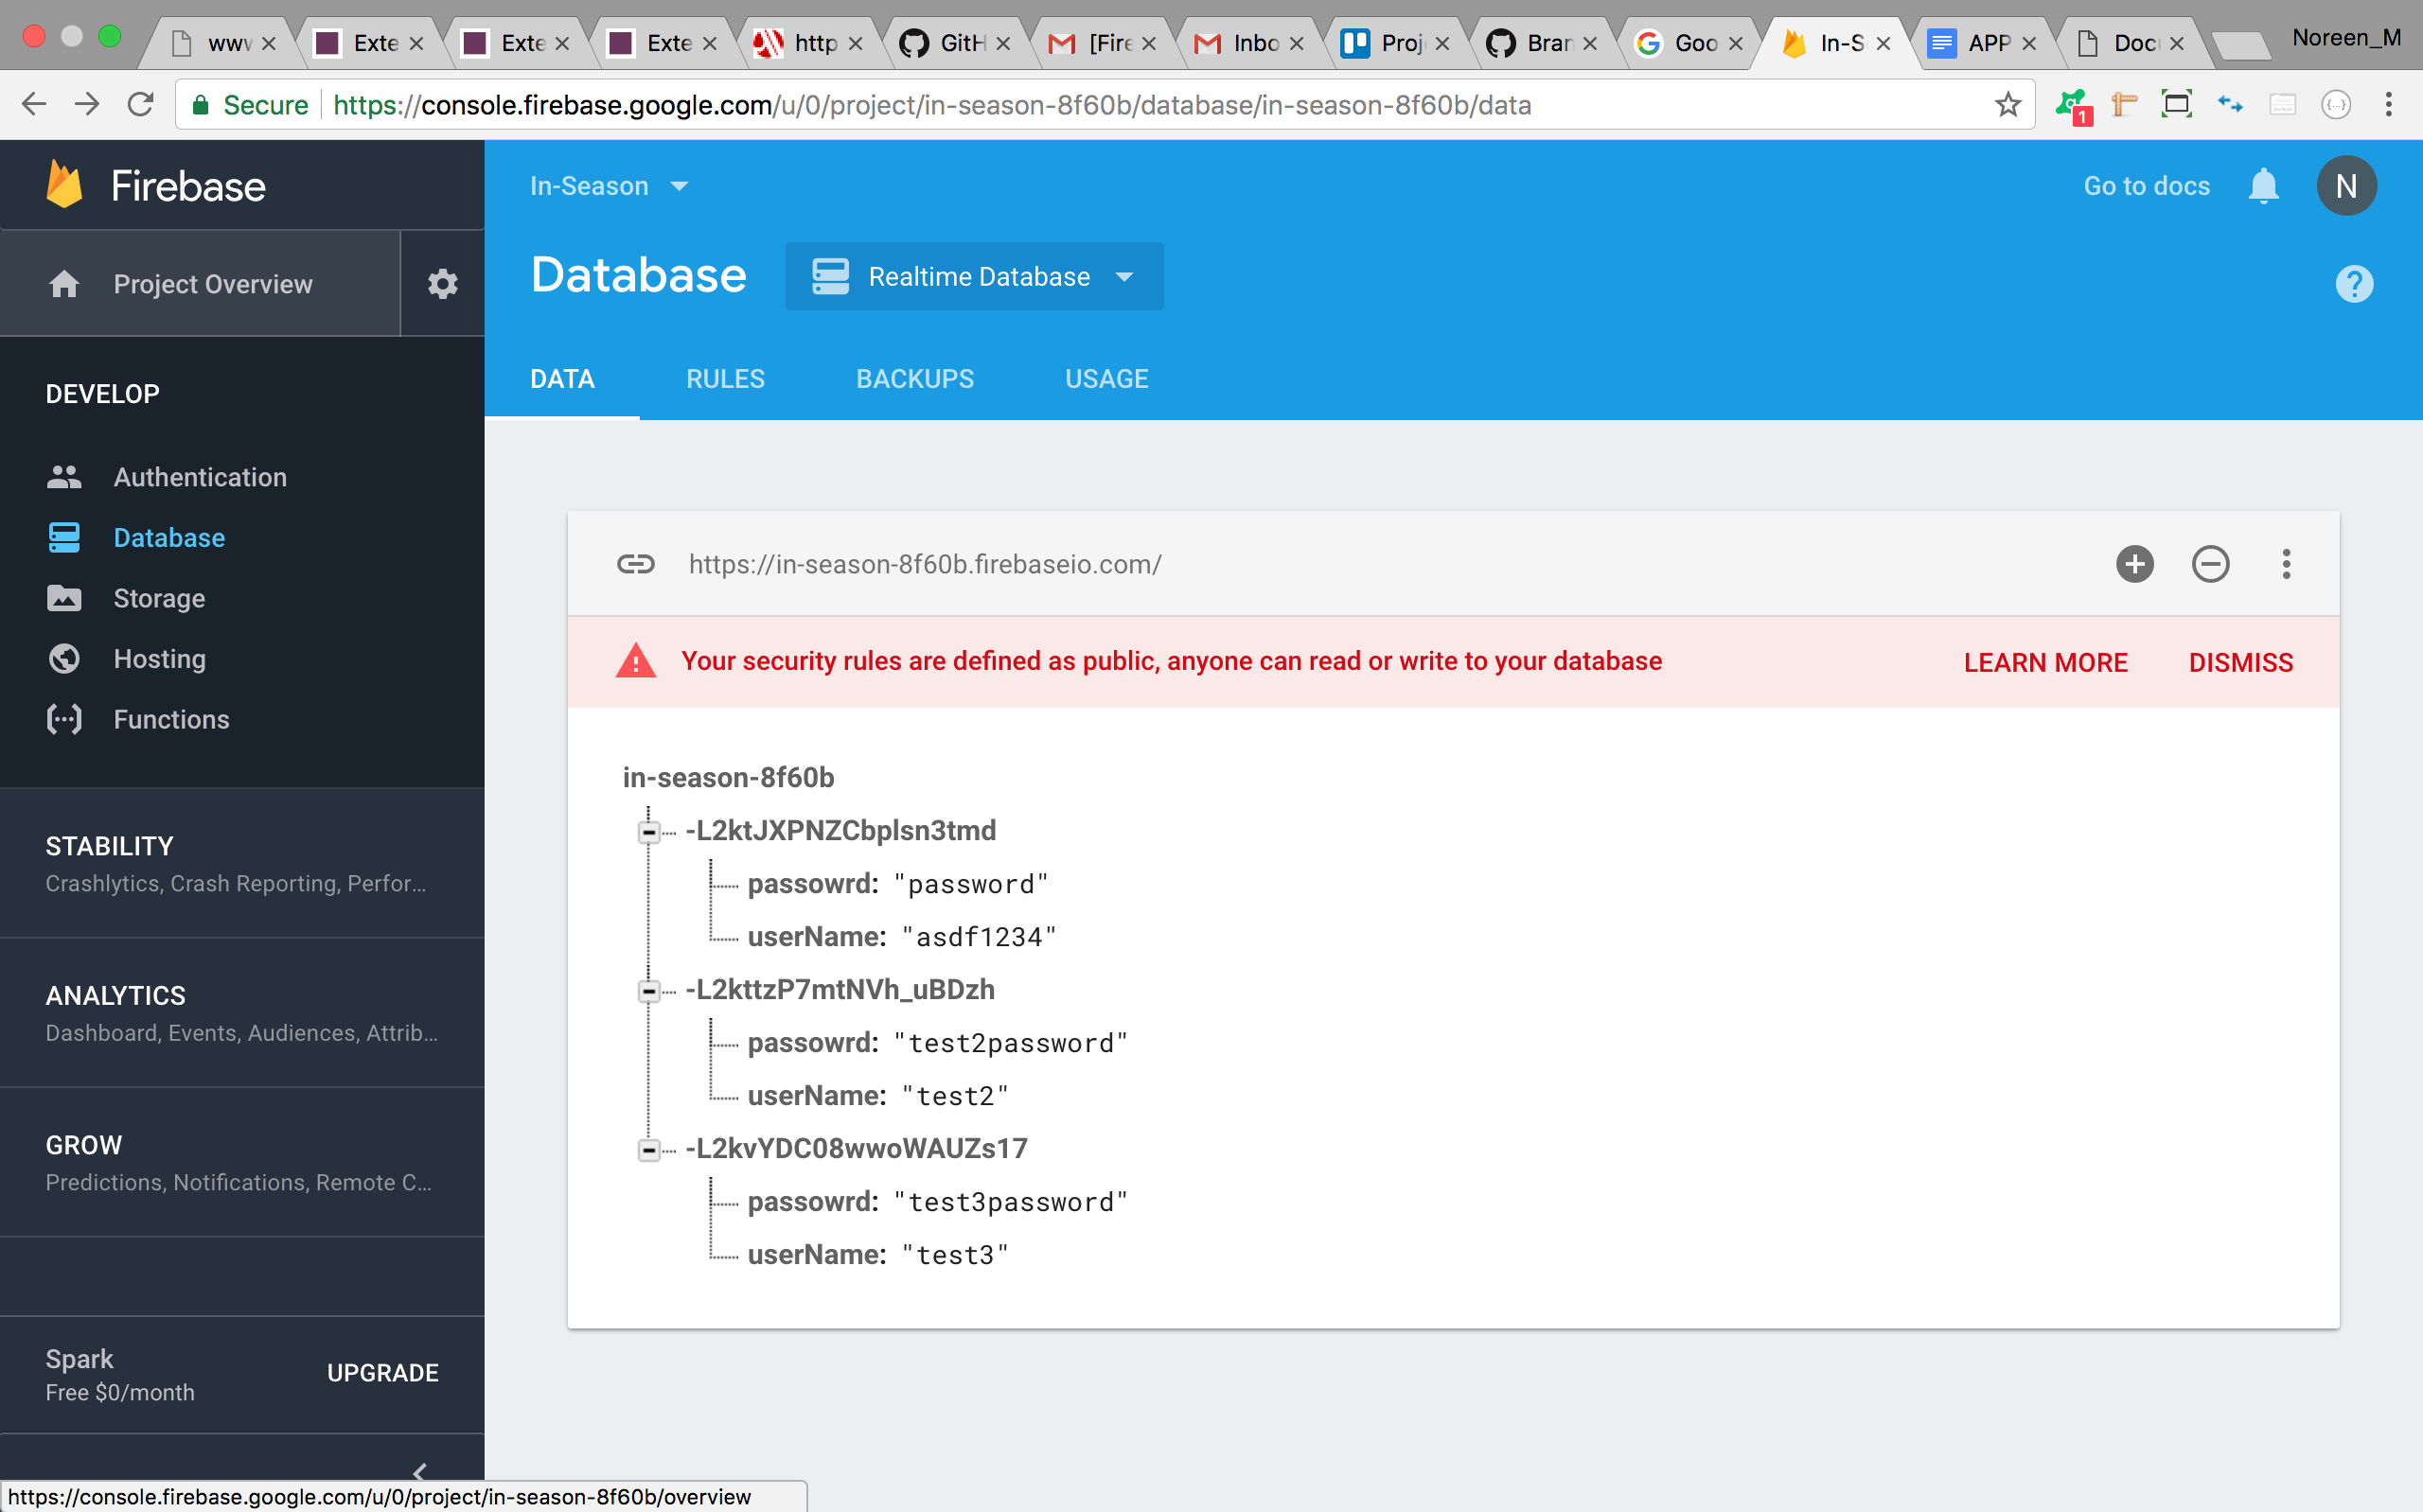 www
Exte
Exte
Exte
http
GitH
[Fire
Inbo
Proj
Bran
Goo
In-S
APP
Doc
Noreen_M
Secure
https://console.firebase.google.com/u/0/project/in-season-8f60b/database/in-season-8f60b/data
1
Firebase
In-Season
Go to docs
N
Project Overview
Database
Realtime Database
?
DATA
RULES
BACKUPS
USAGE
DEVELOP
Authentication
Database
Storage
Hosting
Functions
STABILITY
Crashlytics, Crash Reporting, Perfor...
ANALYTICS
Dashboard, Events, Audiences, Attrib...
GROW
Predictions, Notifications, Remote C...
Spark
Free $0/month
UPGRADE
https://in-season-8f60b.firebaseio.com/
Your security rules are defined as public, anyone can read or write to your database
LEARN MORE
DISMISS
in-season-8f60b
-L2ktJXPNZCbplsn3tmd
passowrd: "password"
userName: "asdf1234"
-L2kttzP7mtNVh_uBDzh
passowrd: "test2password"
userName: "test2"
-L2kvYDC08wwoWAUZs17
passowrd: "test3password"
userName: "test3"
https://console.firebase.google.com/u/0/project/in-season-8f60b/overview